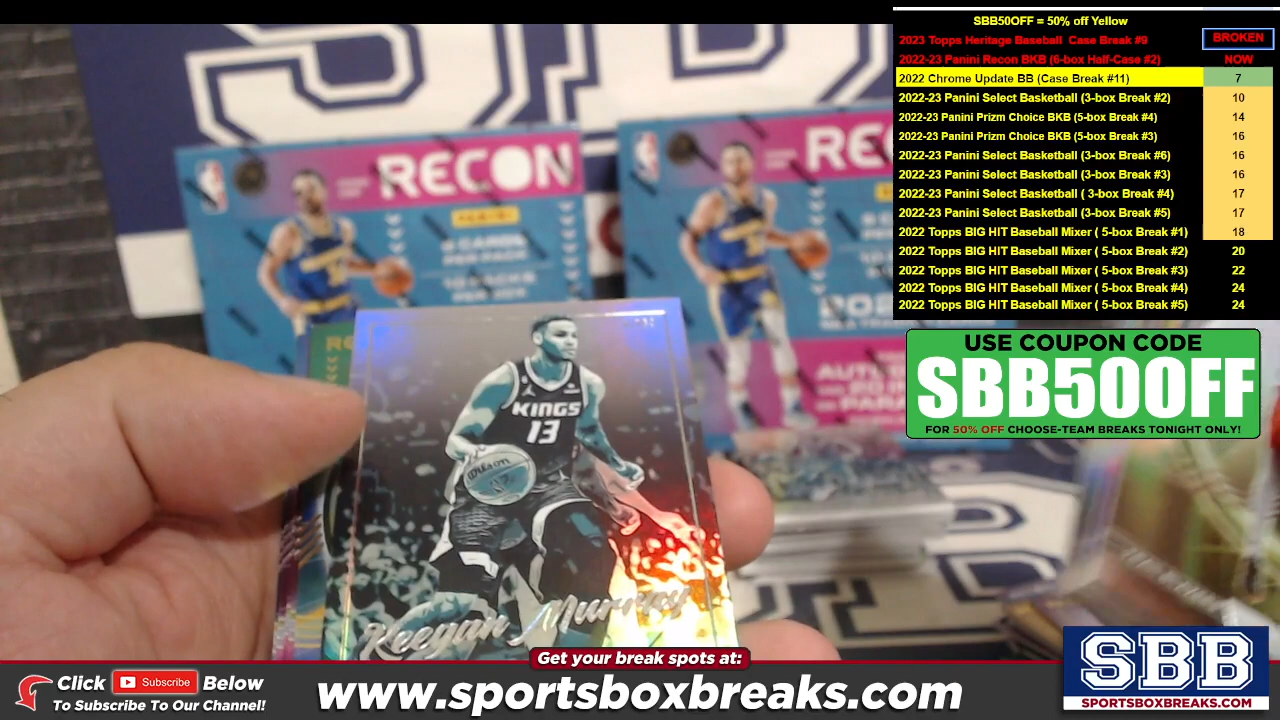 SBB50OFF = 50% off Yellow
2023 Topps Heritage Baseball Case Break #9 BROKEN
2022-23 Panini Recon BKB (6-box Half-Case #2) NOW
2022 Chrome Update BB (Case Break #11) 7
2022-23 Panini Select Basketball (3-box Break #2) 10
2022-23 Panini Prizm Choice BKB (5-box Break #4) 14
2022-23 Panini Prizm Choice BKB (5-box Break #3) 16
2022-23 Panini Select Basketball (3-box Break #6) 16
2022-23 Panini Select Basketball (3-box Break #3) 16
2022-23 Panini Select Basketball ( 3-box Break #4) 17
2022-23 Panini Select Basketball (3-box Break #5) 17
2022 Topps BIG HIT Baseball Mixer ( 5-box Break #1) 18
2022 Topps BIG HIT Baseball Mixer ( 5-box Break #2) 20
2022 Topps BIG HIT Baseball Mixer ( 5-box Break #3) 22
2022 Topps BIG HIT Baseball Mixer ( 5-box Break #4) 24
2022 Topps BIG HIT Baseball Mixer ( 5-box Break #5) 24
USE COUPON CODE
SBB50OFF
FOR 50% OFF CHOOSE-TEAM BREAKS TONIGHT ONLY!
RECON
PANINI
CARDS
PER PACK
PACKS
PER BOX
RE
KINGS
13
Wilson
Keegan Murray
Get your break spots at:
Click Subscribe Below
To Subscribe To Our Channel!
www.sportsboxbreaks.com
SBB
SPORTSBOXBREAKS.COM